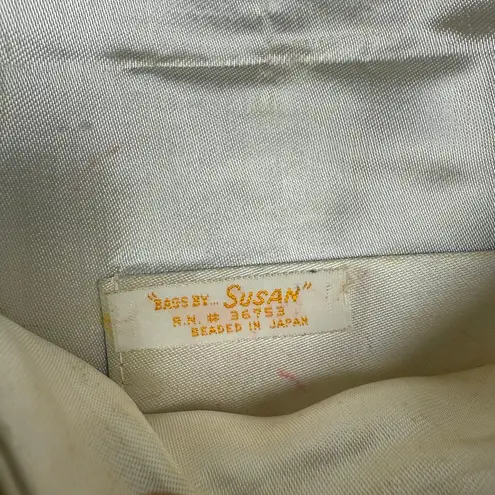 "BAGS BY... SUSAN"
R.N. # 36753
BEADED IN JAPAN